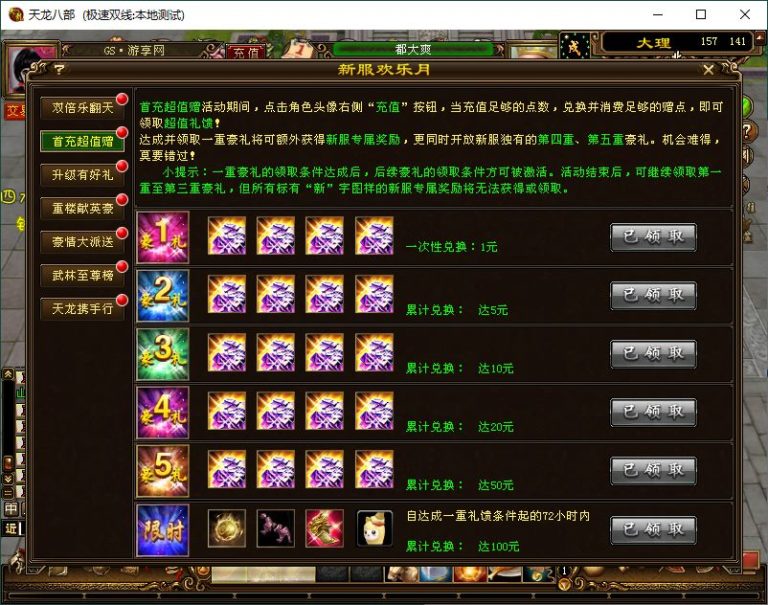 天龙八部 (极速双线:本地测试)
GS·游享网
充值
都大爽
大理 157 141
新服欢乐月
双倍乐翻天
首充超值赠
升级有好礼
重楼献英豪
豪情大派送
武林至尊榜
天龙携手行
首充超值赠活动期间，点击角色头像右侧“充值”按钮，当充值足够的点数，兑换并消费足够的赠点，即可
领取超值礼馈！
达成并领取一重豪礼将可额外获得新服专属奖励，更同时开放新服独有的第四重、第五重豪礼。机会难得，
莫要错过！
小提示：一重豪礼的领取条件达成后，后续豪礼的领取条件方可被激活。活动结束后，可继续领取第一
重至第三重豪礼，但所有标有“新”字图样的新服专属奖励将无法获得或领取。
豪1礼
一次性兑换：1元
已领取
豪2礼
累计兑换： 达5元
已领取
豪3礼
累计兑换： 达10元
已领取
豪4礼
累计兑换： 达20元
已领取
豪5礼
累计兑换： 达50元
已领取
限时
自达成一重礼馈条件起的72小时内
累计兑换： 达100元
已领取